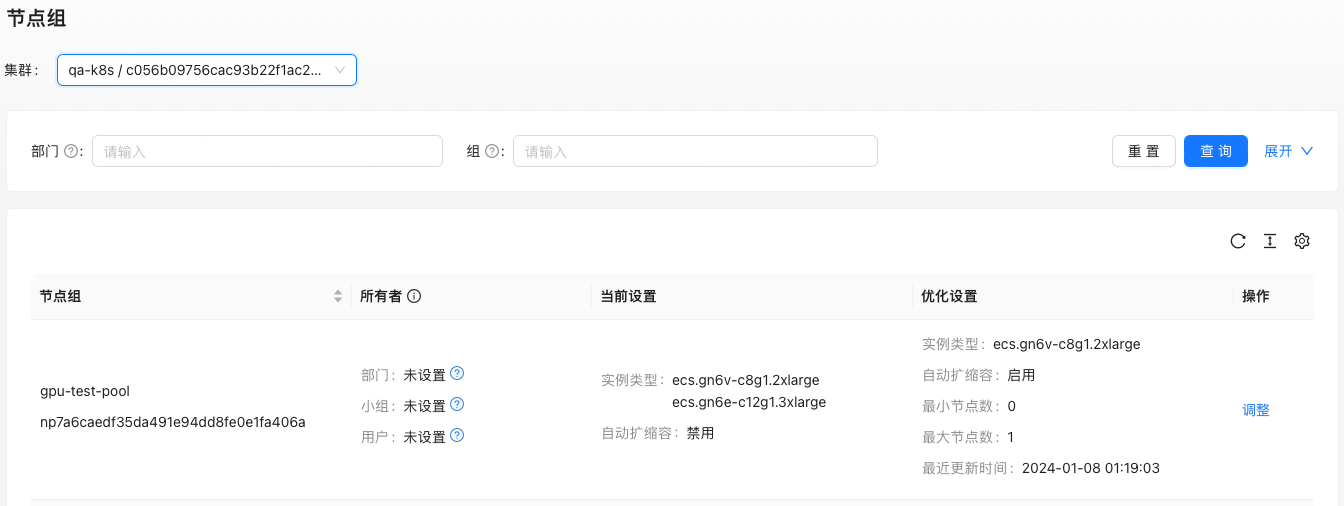 节点组
集群： qa-k8s / c056b09756cac93b22f1ac2...
部门 ?： 请输入 组 ?： 请输入 重 置 查 询 展开
节点组 所有者 当前设置 优化设置 操作
gpu-test-pool
np7a6caedf35da491e94dd8fe0e1fa406a
部门： 未设置 ?
小组： 未设置 ?
用户： 未设置 ?
实例类型： ecs.gn6v-c8g1.2xlarge
ecs.gn6e-c12g1.3xlarge
自动扩缩容： 禁用
实例类型： ecs.gn6v-c8g1.2xlarge
自动扩缩容： 启用
最小节点数： 0
最大节点数： 1
最近更新时间： 2024-01-08 01:19:03
调整